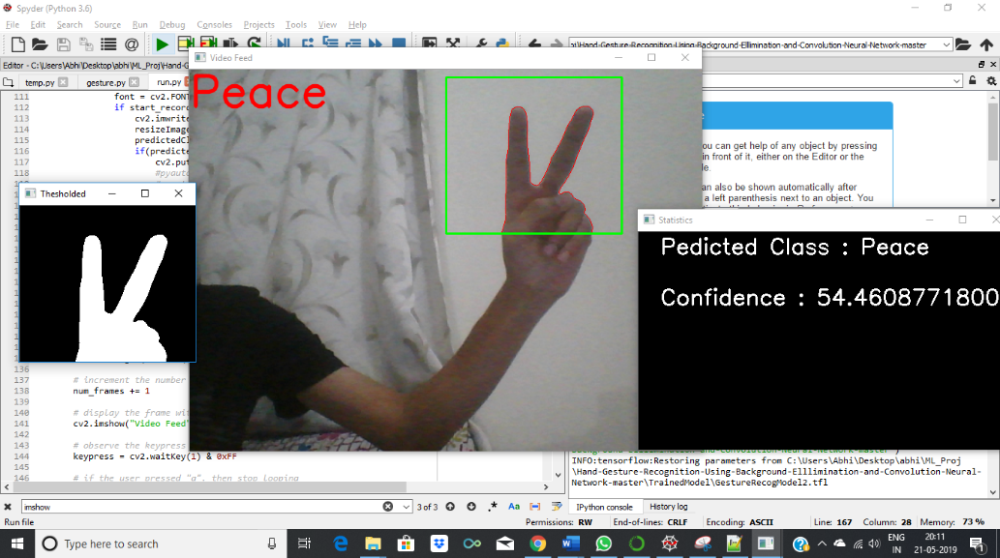 Spyder (Python 3.6)
File Edit Search Source Run Debug Consoles Projects Tools View Help
a\Hand-Gesture-Recognition-Using-Background-Ellimination-and-Convolution-Neural-Network-master
Editor - C:\Users\Abhi\Desktop\abhi\ML_Proj\Hand-G
temp.py gesture.py run.py
Video Feed
Peace
111 font = cv2.FONT
112 if start_record
113 cv2.imwrite
114 resizeImage
115 predictedCl
116 if(predicte
117 cv2.put
118 #pyauto
ou can get help of any object by pressing
in front of it, either on the Editor or the
le.
an also be shown automatically after
a left parenthesis next to an object. You
Thesholded
Statistics
Pedicted Class : Peace
Confidence : 54.4608771800
136
137 # increment the number
138 num_frames += 1
139
140 # display the frame wit
141 cv2.imshow("Video Feed"
142
143 # observe the keypress
144 keypress = cv2.waitKey(1) & 0xFF
145
146 # if the user pressed "q", then stop looping
INFO:tensorflow:Restoring parameters from C:\Users\Abhi\Desktop\abhi\ML_Proj
\Hand-Gesture-Recognition-Using-Background-Elllimination-and-Convolution-Neural-
Network-master\TrainedModel\GestureRecogModel2.tfl
imshow 3 of 3 .* Aa
IPython console History log
Run file
Permissions: RW End-of-lines: CRLF Encoding: ASCII Line: 167 Column: 28 Memory: 73 %
Type here to search
ENG
IN
20:11
21-05-2019
1